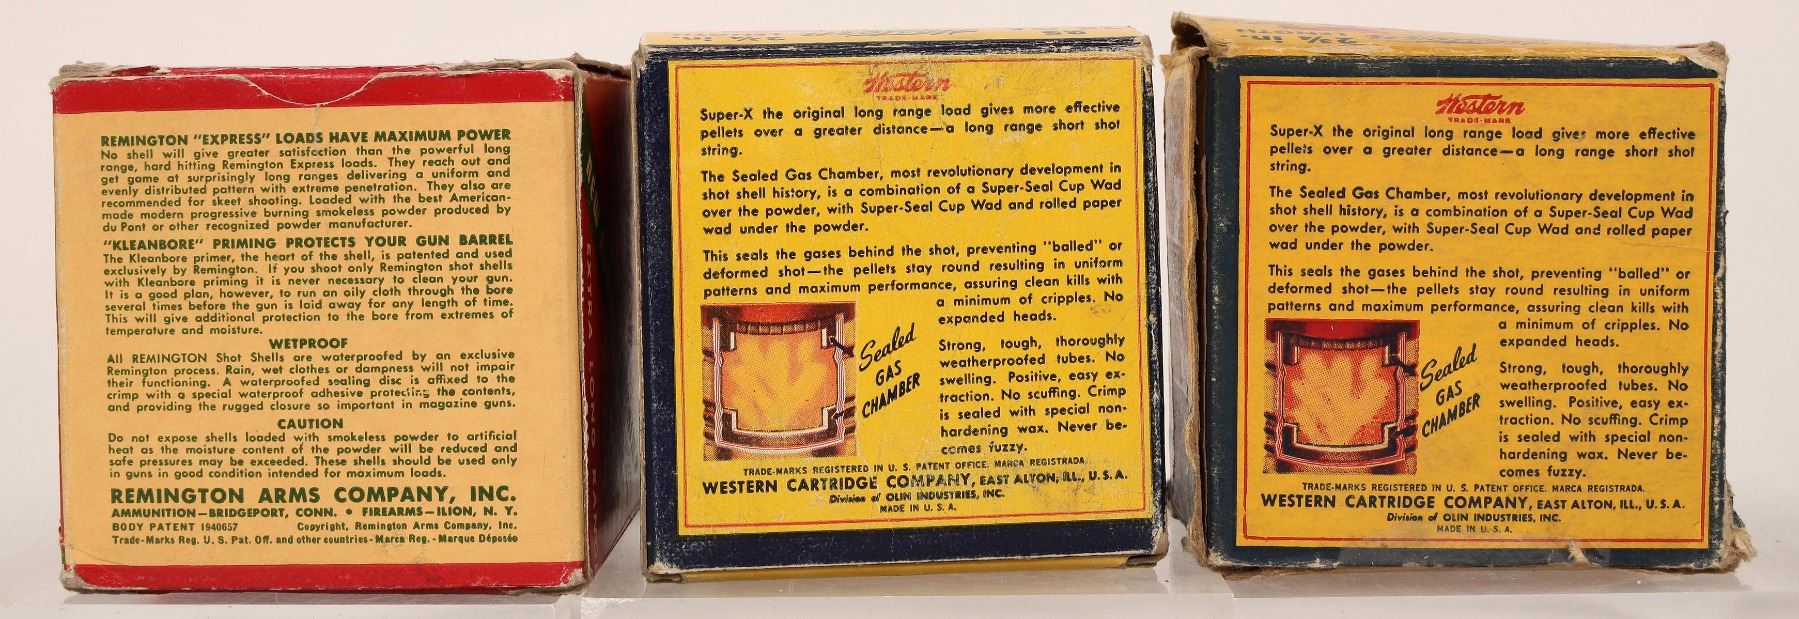 REMINGTON "EXPRESS" LOADS HAVE MAXIMUM POWER
No shell will give greater satisfaction than the powerful long
range, hard hitting Remington Express loads. They reach out and
get game at surprisingly long ranges delivering a uniform and
evenly distributed pattern with extreme penetration. They also are
recommended for skeet shooting. Loaded with the best American-
made modern progressive burning smokeless powder produced by
du Pont or other recognized powder manufacturer.
"KLEANBORE" PRIMING PROTECTS YOUR GUN BARREL
The Kleanbore primer, the heart of the shell, is patented and used
exclusively by Remington. If you shoot only Remington shot shells
with Kleanbore priming it is never necessary to clean your gun.
It is a good plan, however, to run an oily cloth through the bore
several times before the gun is laid away for any length of time.
This will give additional protection to the bore from extremes of
temperature and moisture.
WETPROOF
All REMINGTON Shot Shells are waterproofed by an exclusive
Remington process. Rain, wet clothes or dampness will not impair
their functioning. A waterproofed sealing disc is affixed to the
crimp with a special waterproof adhesive protecting the contents,
and providing the rugged closure so important in magazine guns.
CAUTION
Do not expose shells loaded with smokeless powder to artificial
heat as the moisture content of the powder will be reduced and
safe pressures may be exceeded. These shells should be used only
in guns in good condition intended for maximum loads.
REMINGTON ARMS COMPANY, INC.
AMMUNITION—BRIDGEPORT, CONN. • FIREARMS—ILION, N. Y.
BODY PATENT 1940657 Copyright, Remington Arms Company, Inc.
Trade-Marks Reg. U. S. Pat. Off. and other countries - Marca Reg. - Marque Déposée
EXTRA LONG RAN
Western
TRADE-MARK
Super-X the original long range load gives more effective
pellets over a greater distance—a long range short shot
string.
The Sealed Gas Chamber, most revolutionary development in
shot shell history, is a combination of a Super-Seal Cup Wad
over the powder, with Super-Seal Cup Wad and rolled paper
wad under the powder.
This seals the gases behind the shot, preventing "balled" or
deformed shot—the pellets stay round resulting in uniform
patterns and maximum performance, assuring clean kills with
a minimum of cripples. No
expanded heads.
Sealed
GAS
CHAMBER
Strong, tough, thoroughly
weatherproofed tubes. No
swelling. Positive, easy ex-
traction. No scuffing. Crimp
is sealed with special non-
hardening wax. Never be-
comes fuzzy.
TRADE-MARKS REGISTERED IN U. S. PATENT OFFICE. MARCA REGISTRADA.
WESTERN CARTRIDGE COMPANY, EAST ALTON, ILL., U. S. A.
Division of OLIN INDUSTRIES, INC.
MADE IN U. S. A.
2¾ in
Western
TRADE-MARK
Super-X the original long range load gives more effective
pellets over a greater distance—a long range short shot
string.
The Sealed Gas Chamber, most revolutionary development in
shot shell history, is a combination of a Super-Seal Cup Wad
over the powder, with Super-Seal Cup Wad and rolled paper
wad under the powder.
This seals the gases behind the shot, preventing "balled" or
deformed shot—the pellets stay round resulting in uniform
patterns and maximum performance, assuring clean kills with
a minimum of cripples. No
expanded heads.
Sealed
GAS
CHAMBER
Strong, tough, thoroughly
weatherproofed tubes. No
swelling. Positive, easy ex-
traction. No scuffing. Crimp
is sealed with special non-
hardening wax. Never be-
comes fuzzy.
TRADE-MARKS REGISTERED IN U. S. PATENT OFFICE. MARCA REGISTRADA.
WESTERN CARTRIDGE COMPANY, EAST ALTON, ILL., U. S. A.
Division of OLIN INDUSTRIES, INC.
MADE IN U. S. A.